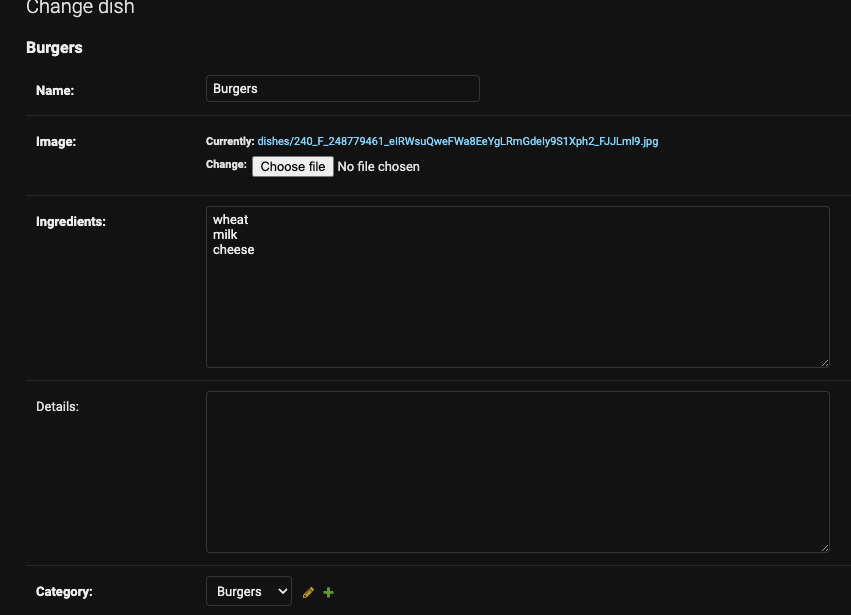 Change dish
Burgers
Name:
Burgers
Image:
Currently: dishes/240_F_248779461_eIRWsuQweFWa8EeYgLRmGdeIy9S1Xph2_FJJLmI9.jpg
Change: Choose file No file chosen
Ingredients:
wheat
milk
cheese
Details:
Category:
Burgers